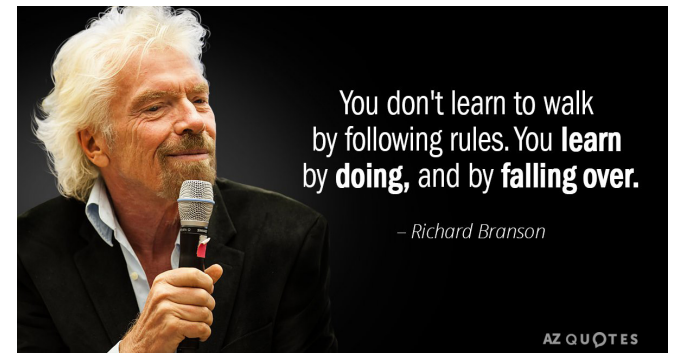 You don't learn to walk
by following rules. You learn
by doing, and by falling over.
– Richard Branson
AZ QUOTES